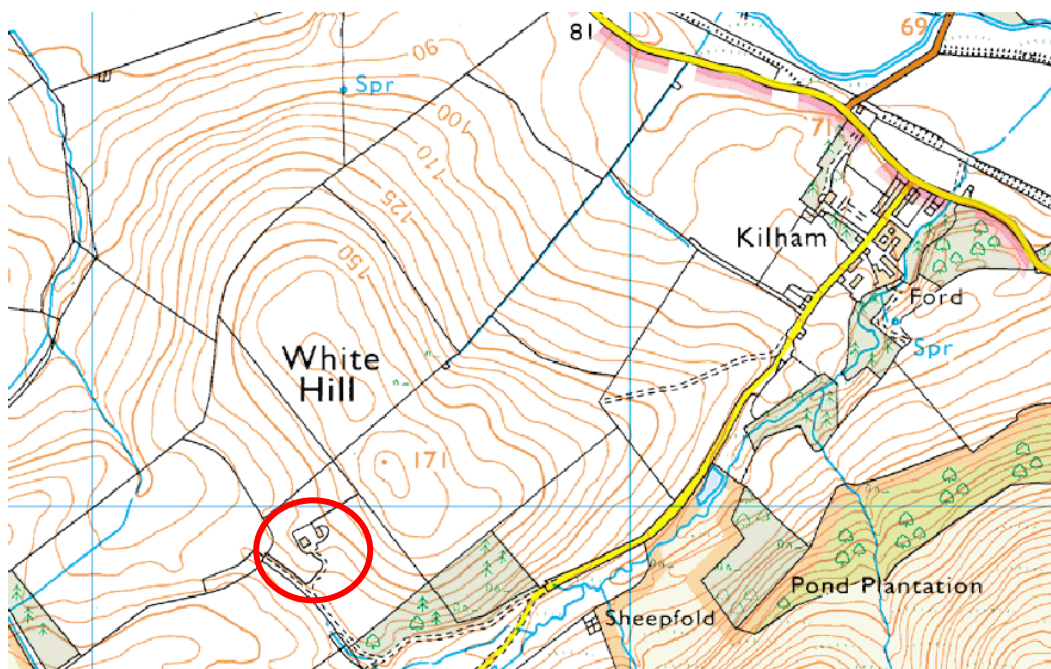 81
69
90
Spr
100
71
110
125
Kilham
150
Ford
White
Hill
Spr
171
Pond Plantation
Sheepfold